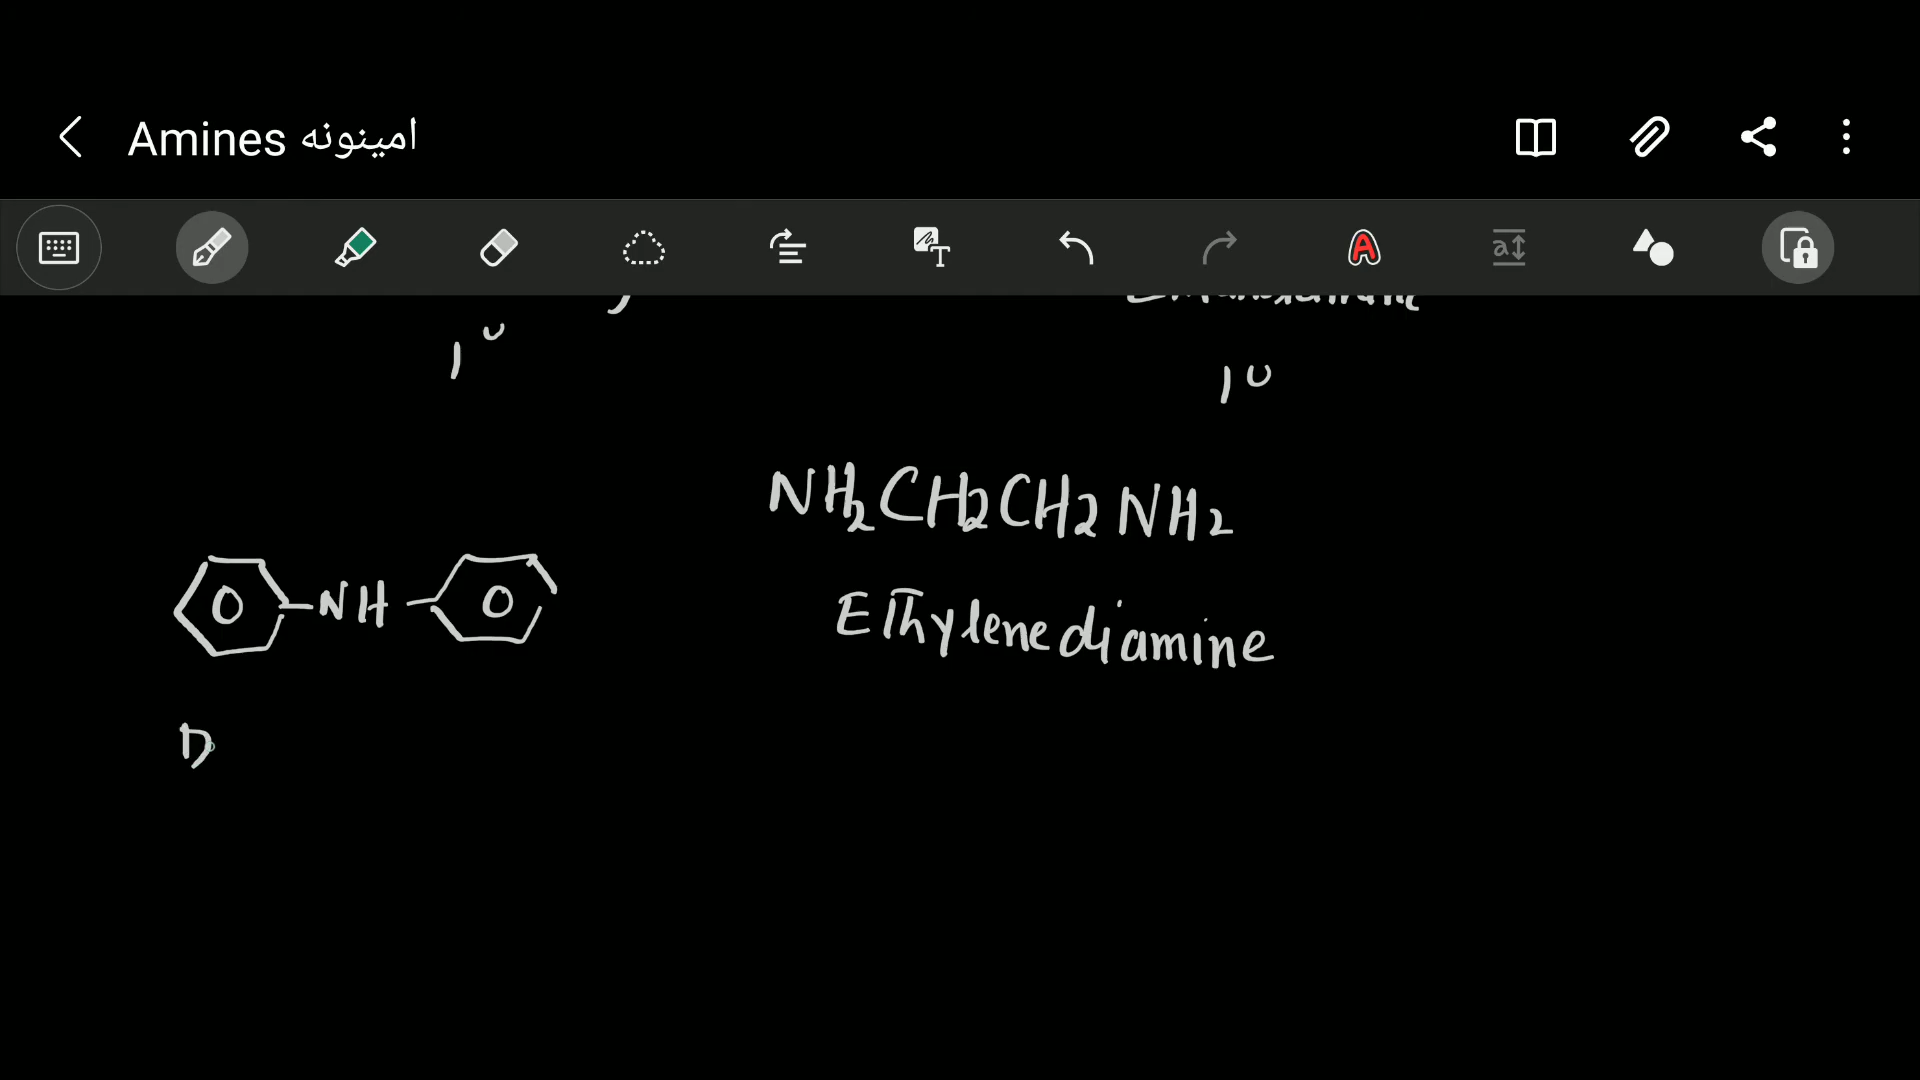 Amines امینونه
1°
1°
NH2CH2CH2NH2
NH
Ethylenediamine
D